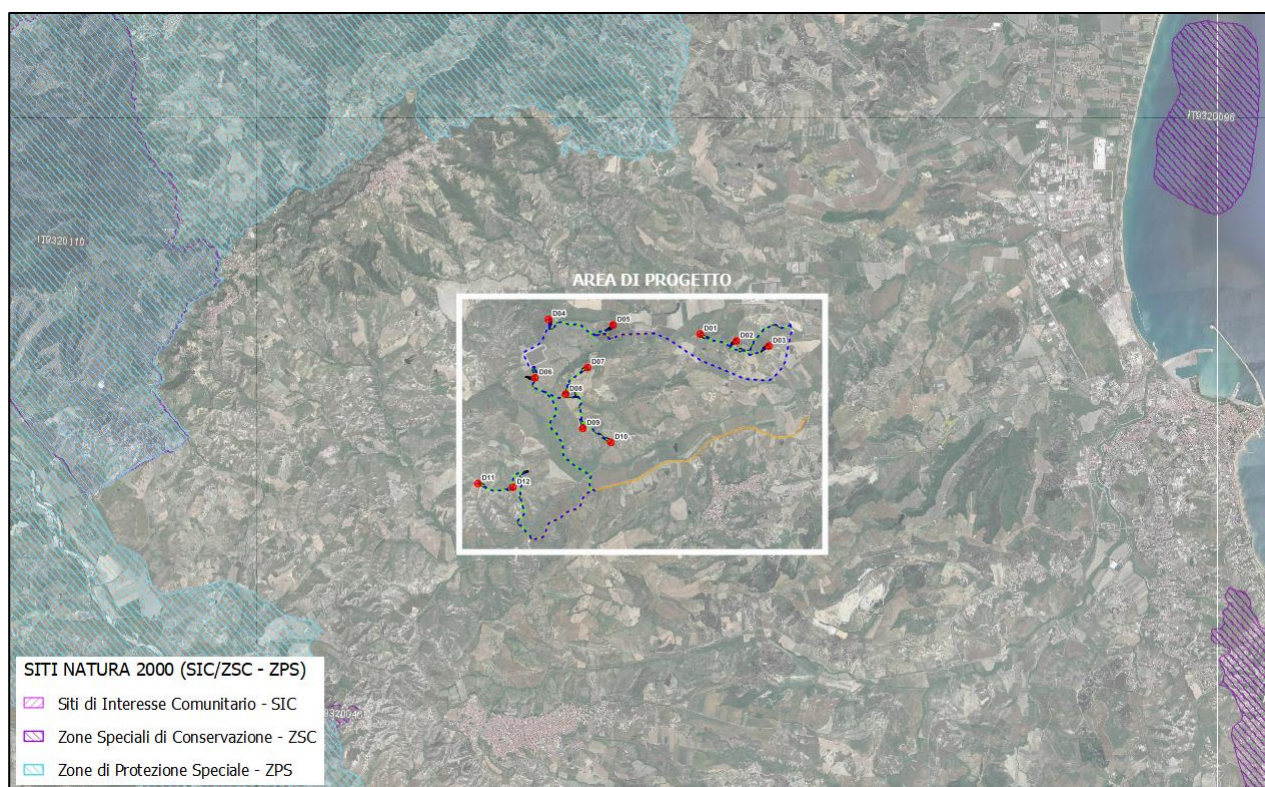 IT9320096
IT9320110
AREA DI PROGETTO
D04
D05
D01
D02
D03
D07
D06
D08
D09
D10
D11
D12
SITI NATURA 2000 (SIC/ZSC - ZPS)
Siti di Interesse Comunitario - SIC
Zone Speciali di Conservazione - ZSC
Zone di Protezione Speciale - ZPS